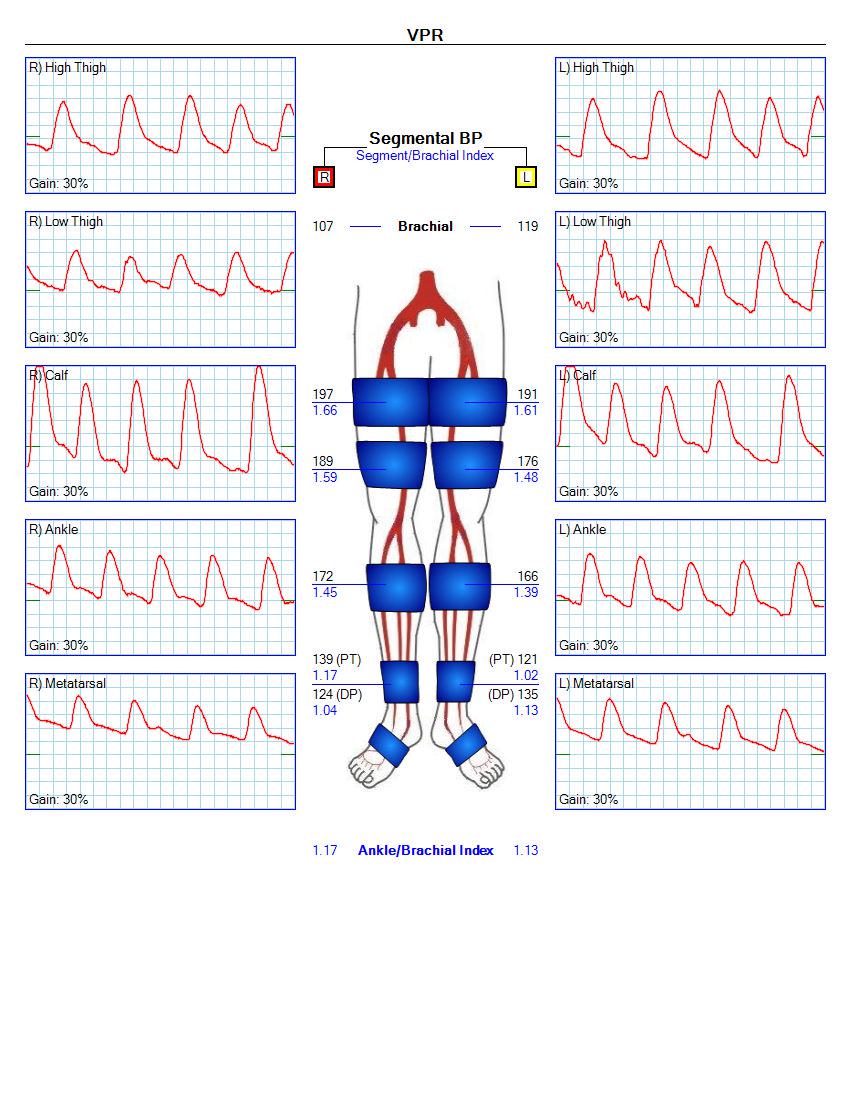 VPR
R) High Thigh
Gain: 30%
L) High Thigh
Gain: 30%
Segmental BP
Segment/Brachial Index
R
L
107 Brachial 119
R) Low Thigh
Gain: 30%
L) Low Thigh
Gain: 30%
197
1.66
191
1.61
R) Calf
Gain: 30%
L) Calf
Gain: 30%
189
1.59
176
1.48
R) Ankle
Gain: 30%
L) Ankle
Gain: 30%
172
1.45
166
1.39
139 (PT)
1.17
124 (DP)
1.04
(PT) 121
1.02
(DP) 135
1.13
R) Metatarsal
Gain: 30%
L) Metatarsal
Gain: 30%
1.17 Ankle/Brachial Index 1.13